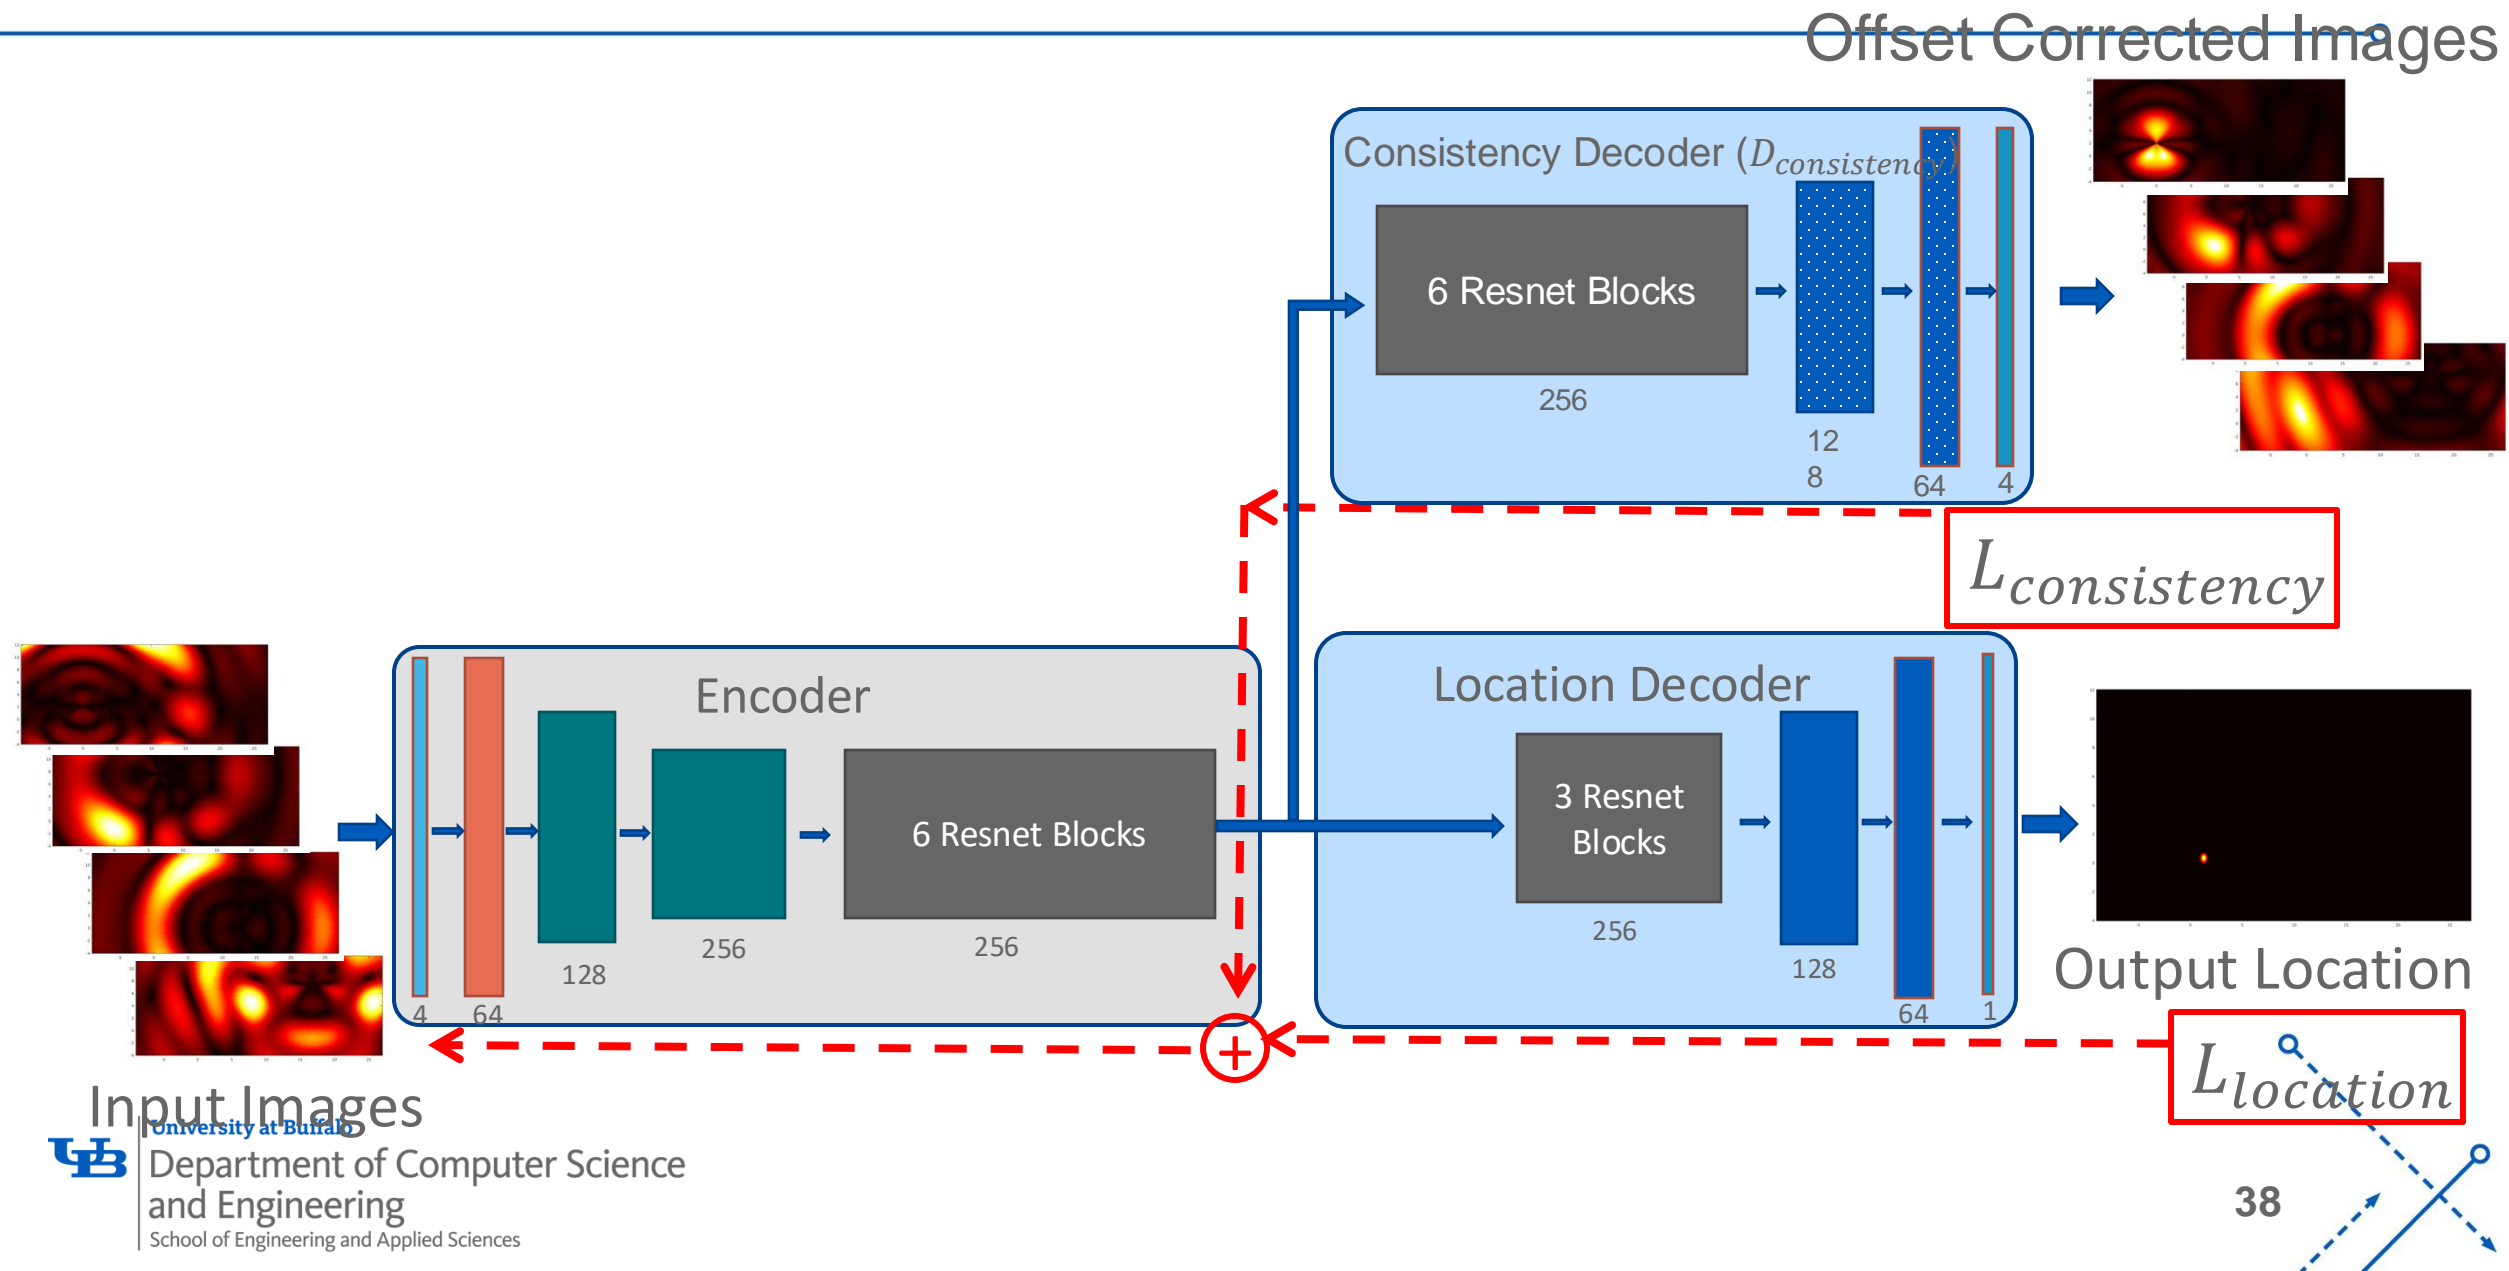 Offset Corrected Images
Consistency Decoder (D_consistency)
6 Resnet Blocks
256
12
8
64
4
L_consistency
Encoder
6 Resnet Blocks
4
64
128
256
256
Location Decoder
3 Resnet
Blocks
256
128
64
1
Output Location
L_location
+
Input Images
University at Buffalo
UB
Department of Computer Science
and Engineering
School of Engineering and Applied Sciences
38